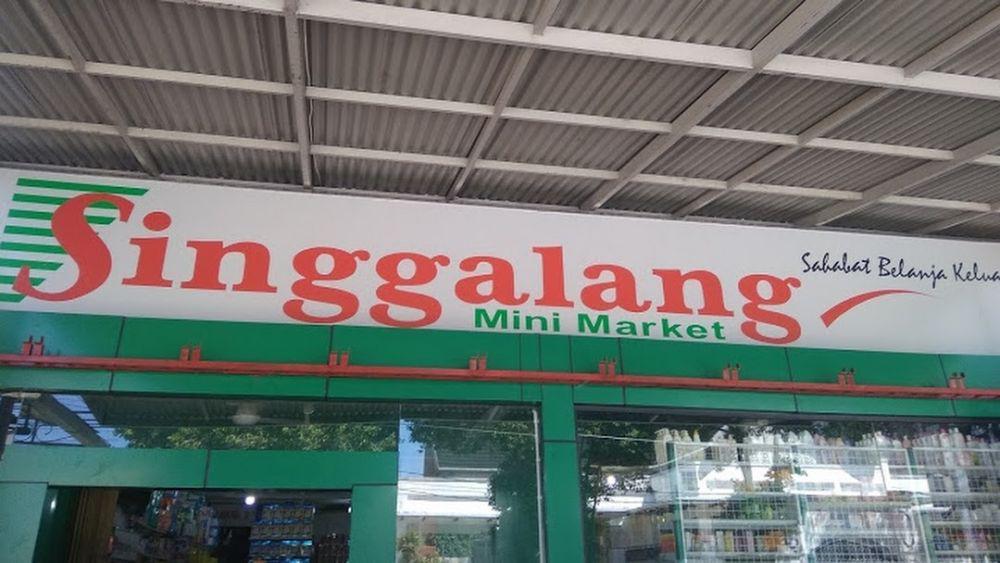 Singgalang
Mini Market
Sahabat Belanja